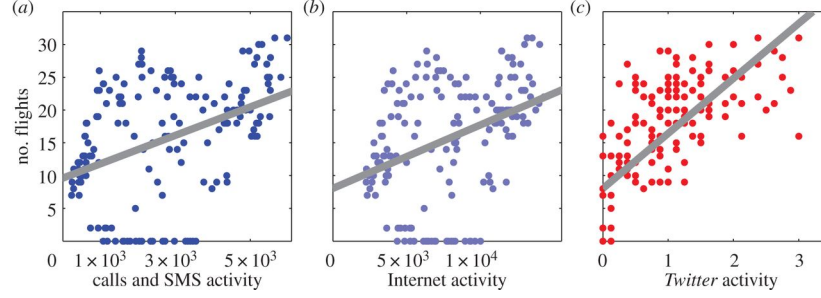 (a) (b) (c)
35
30
25
20
15
10
5
no. flights
0 1 × 10³ 3 × 10³ 5 × 10³ 0 5 × 10³ 1 × 10⁴ 0 1 2 3
calls and SMS activity Internet activity Twitter activity